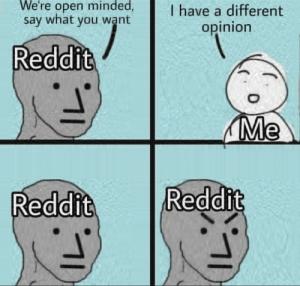 We're open minded,
say what you want
Reddit
I have a different
opinion
Me
Reddit
Reddit